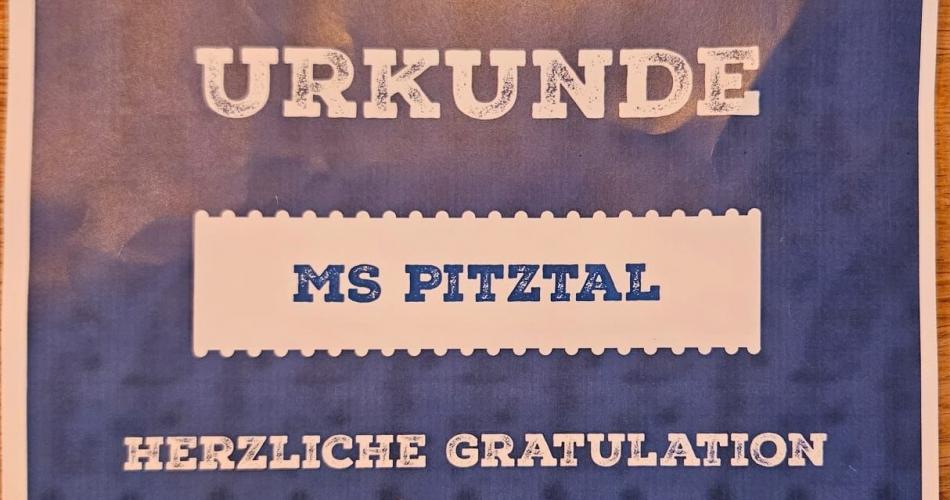 URKUNDE
MS PITZTAL
HERZLICHE GRATULATION